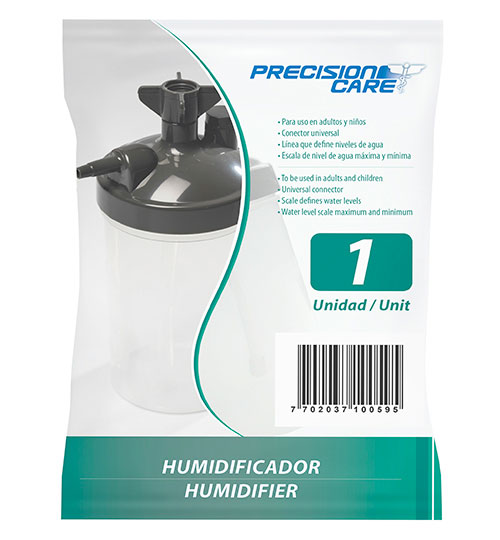 PRECISION
CARE
• Para uso en adultos y niños
• Conector universal
• Línea que define niveles de agua
• Escala de nivel de agua máxima y mínima
• To be used in adults and children
• Universal connector
• Scale defines water levels
• Water level scale maximum and minimum
1
Unidad / Unit
7 702037 100595
HUMIDIFICADOR
HUMIDIFIER